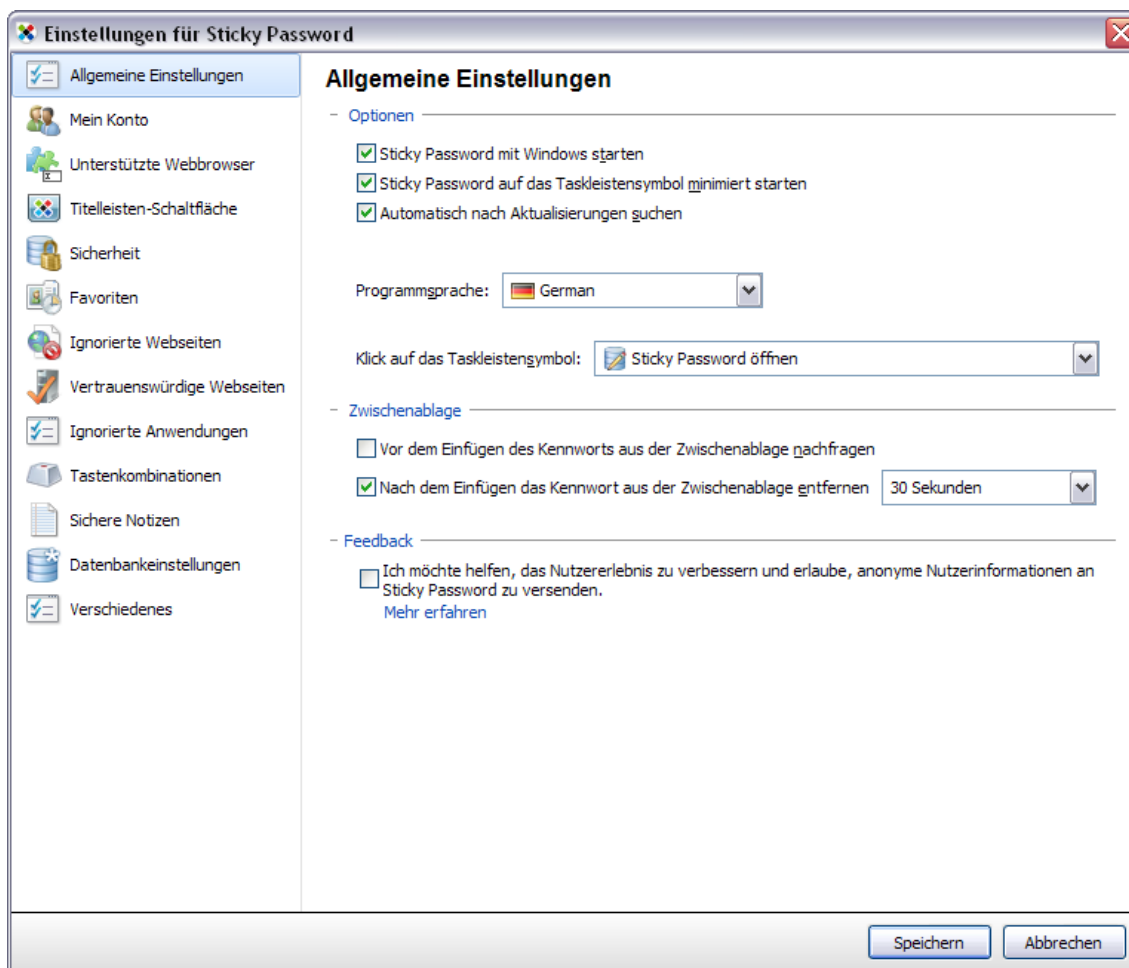 Einstellungen für Sticky Password
Allgemeine Einstellungen
Mein Konto
Unterstützte Webbrowser
Titelleisten-Schaltfläche
Sicherheit
Favoriten
Ignorierte Webseiten
Vertrauenswürdige Webseiten
Ignorierte Anwendungen
Tastenkombinationen
Sichere Notizen
Datenbankeinstellungen
Verschiedenes
Allgemeine Einstellungen
Optionen
Sticky Password mit Windows starten
Sticky Password auf das Taskleistensymbol minimiert starten
Automatisch nach Aktualisierungen suchen
Programmsprache: German
Klick auf das Taskleistensymbol: Sticky Password öffnen
Zwischenablage
Vor dem Einfügen des Kennworts aus der Zwischenablage nachfragen
Nach dem Einfügen das Kennwort aus der Zwischenablage entfernen 30 Sekunden
Feedback
Ich möchte helfen, das Nutzererlebnis zu verbessern und erlaube, anonyme Nutzerinformationen an
Sticky Password zu versenden.
Mehr erfahren
Speichern Abbrechen